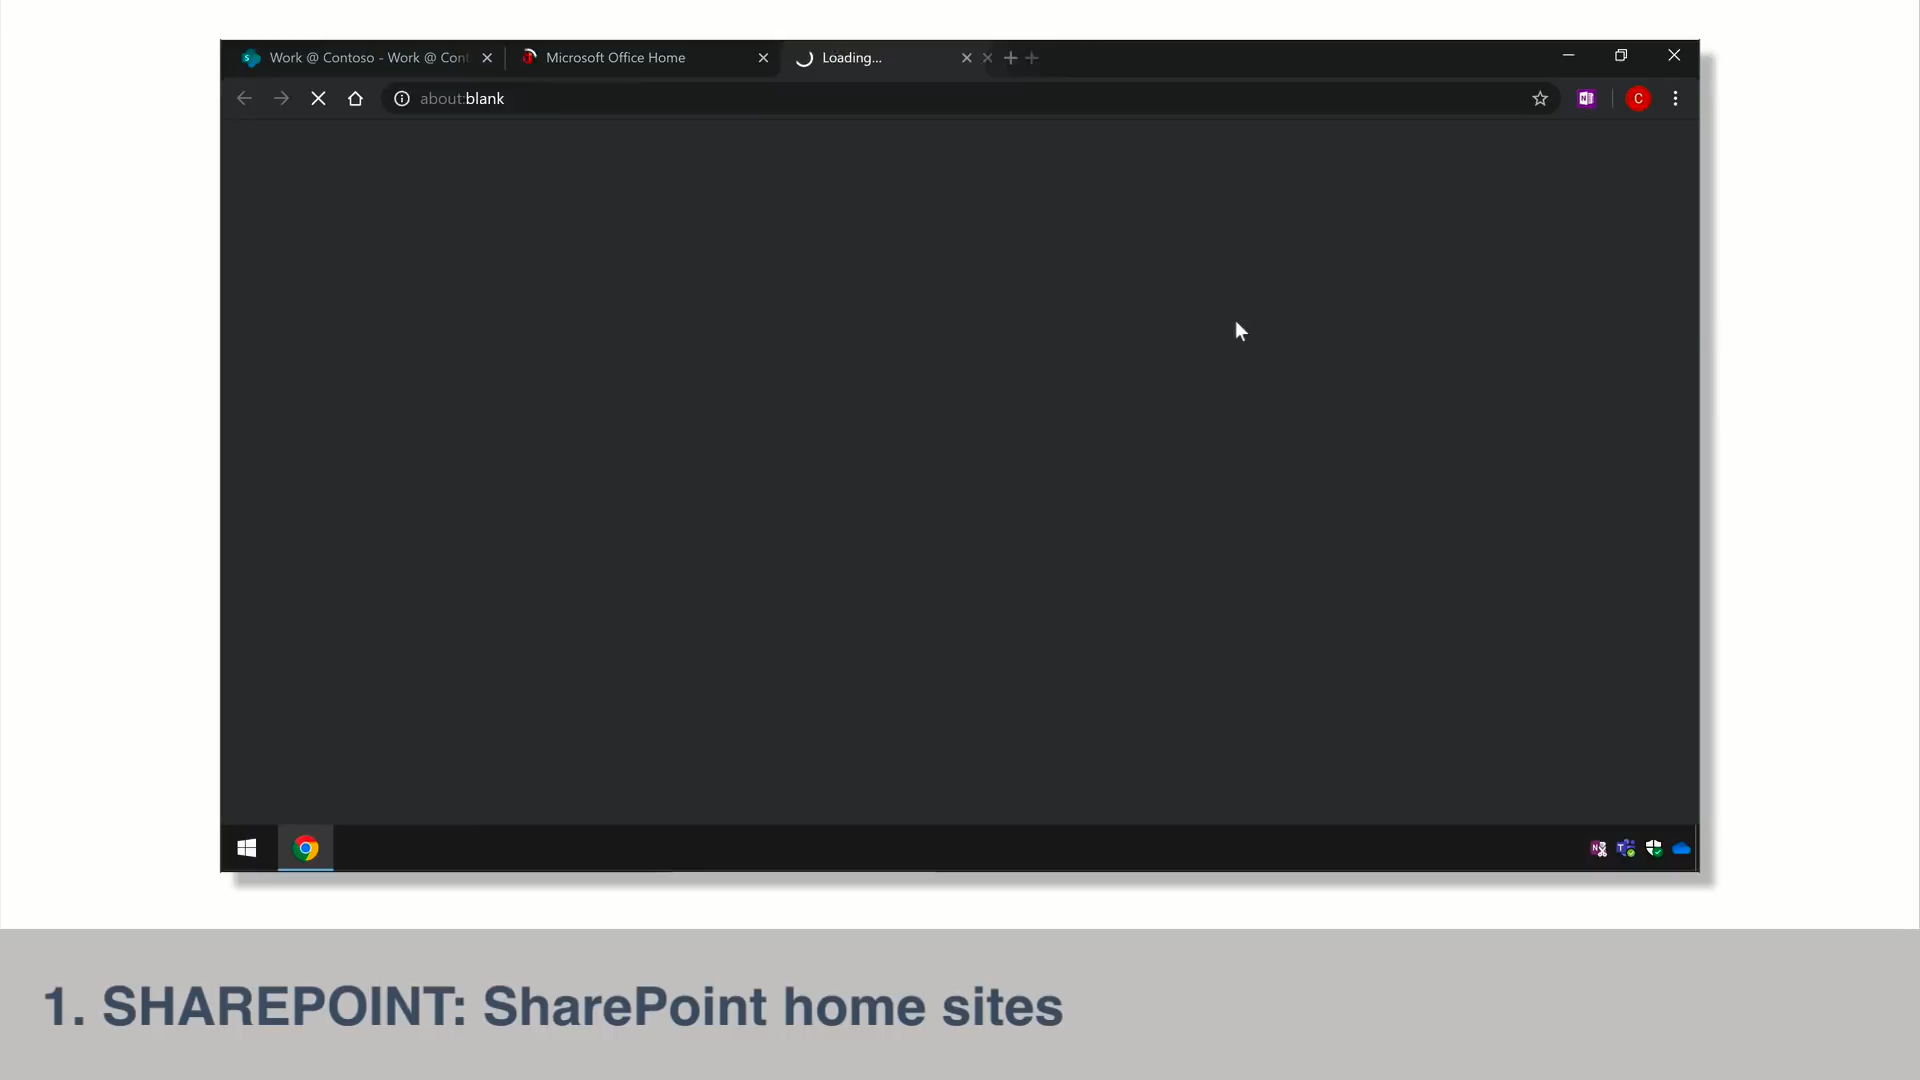 Work @ Contoso - Work @ Cont
Microsoft Office Home
Loading...
about:blank
C
1. SHAREPOINT: SharePoint home sites